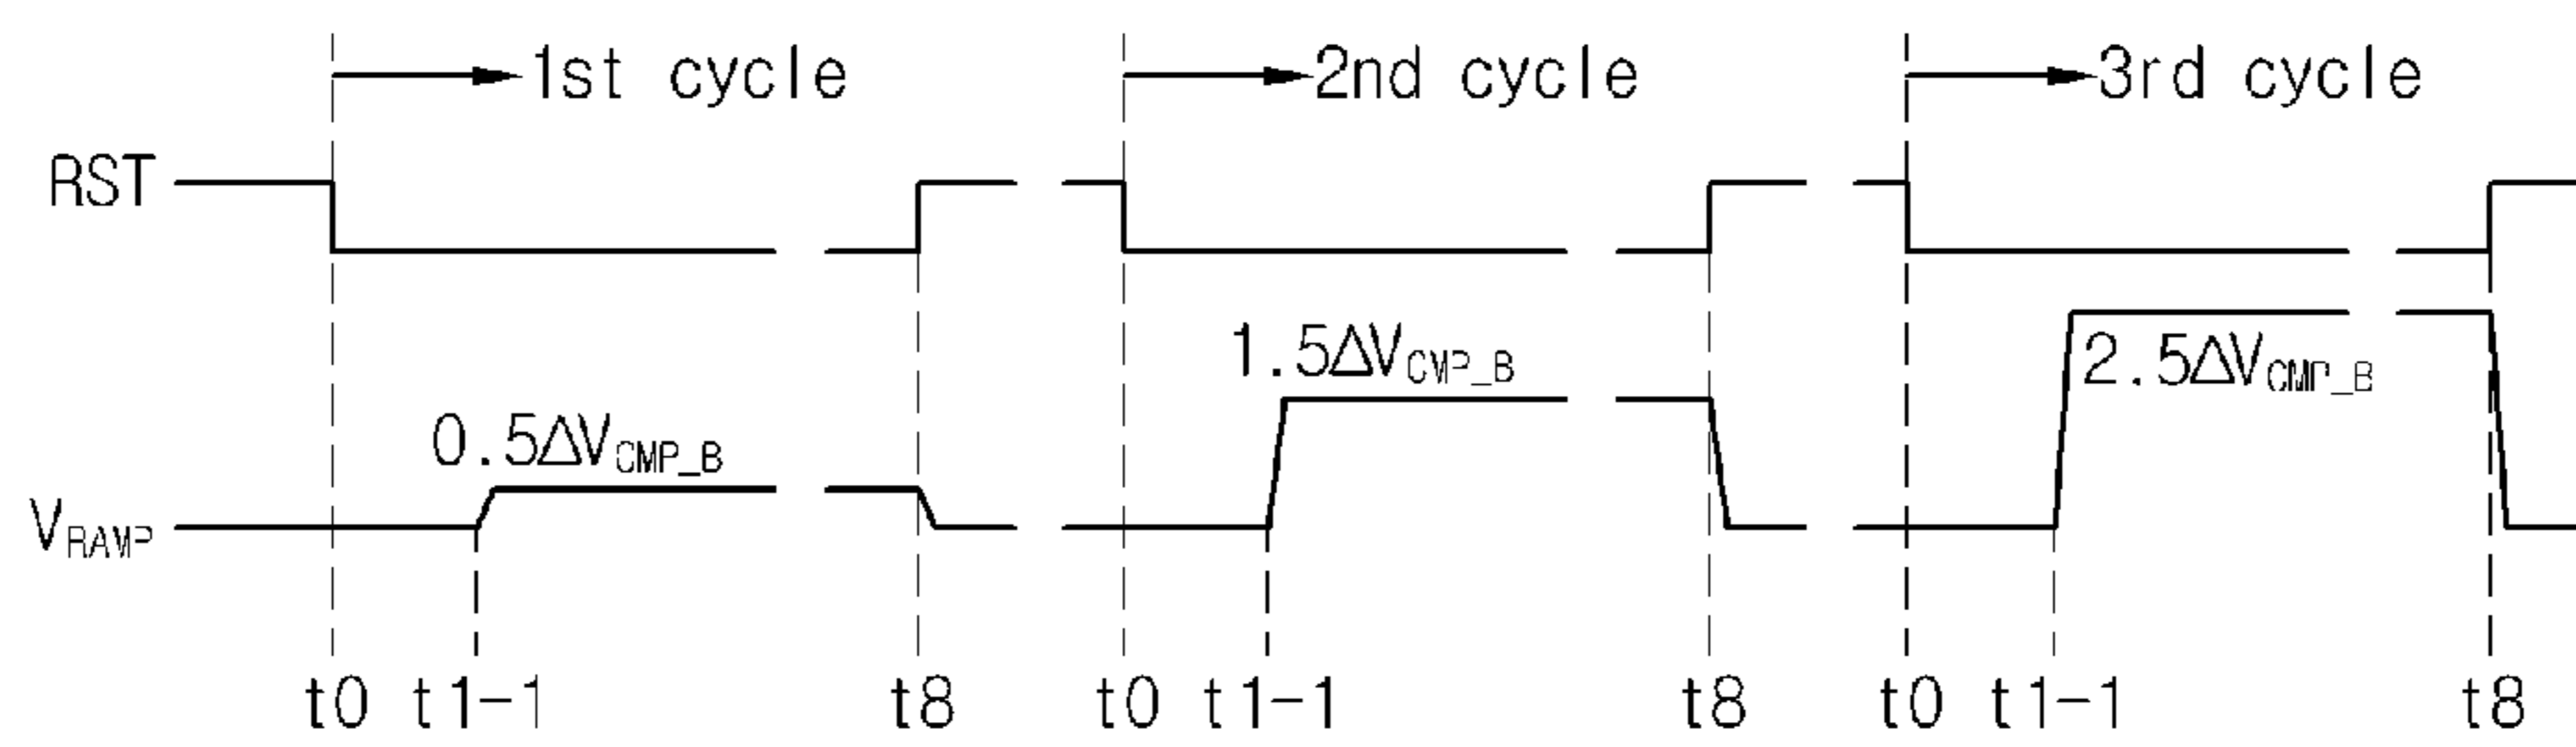 1st cycle 2nd cycle 3rd cycle
RST
1.5ΔVCMP_B 2.5ΔVCMP_B
0.5ΔVCMP_B
VRAMP
t0 t1-1 t8 t0 t1-1 t8 t0 t1-1 t8